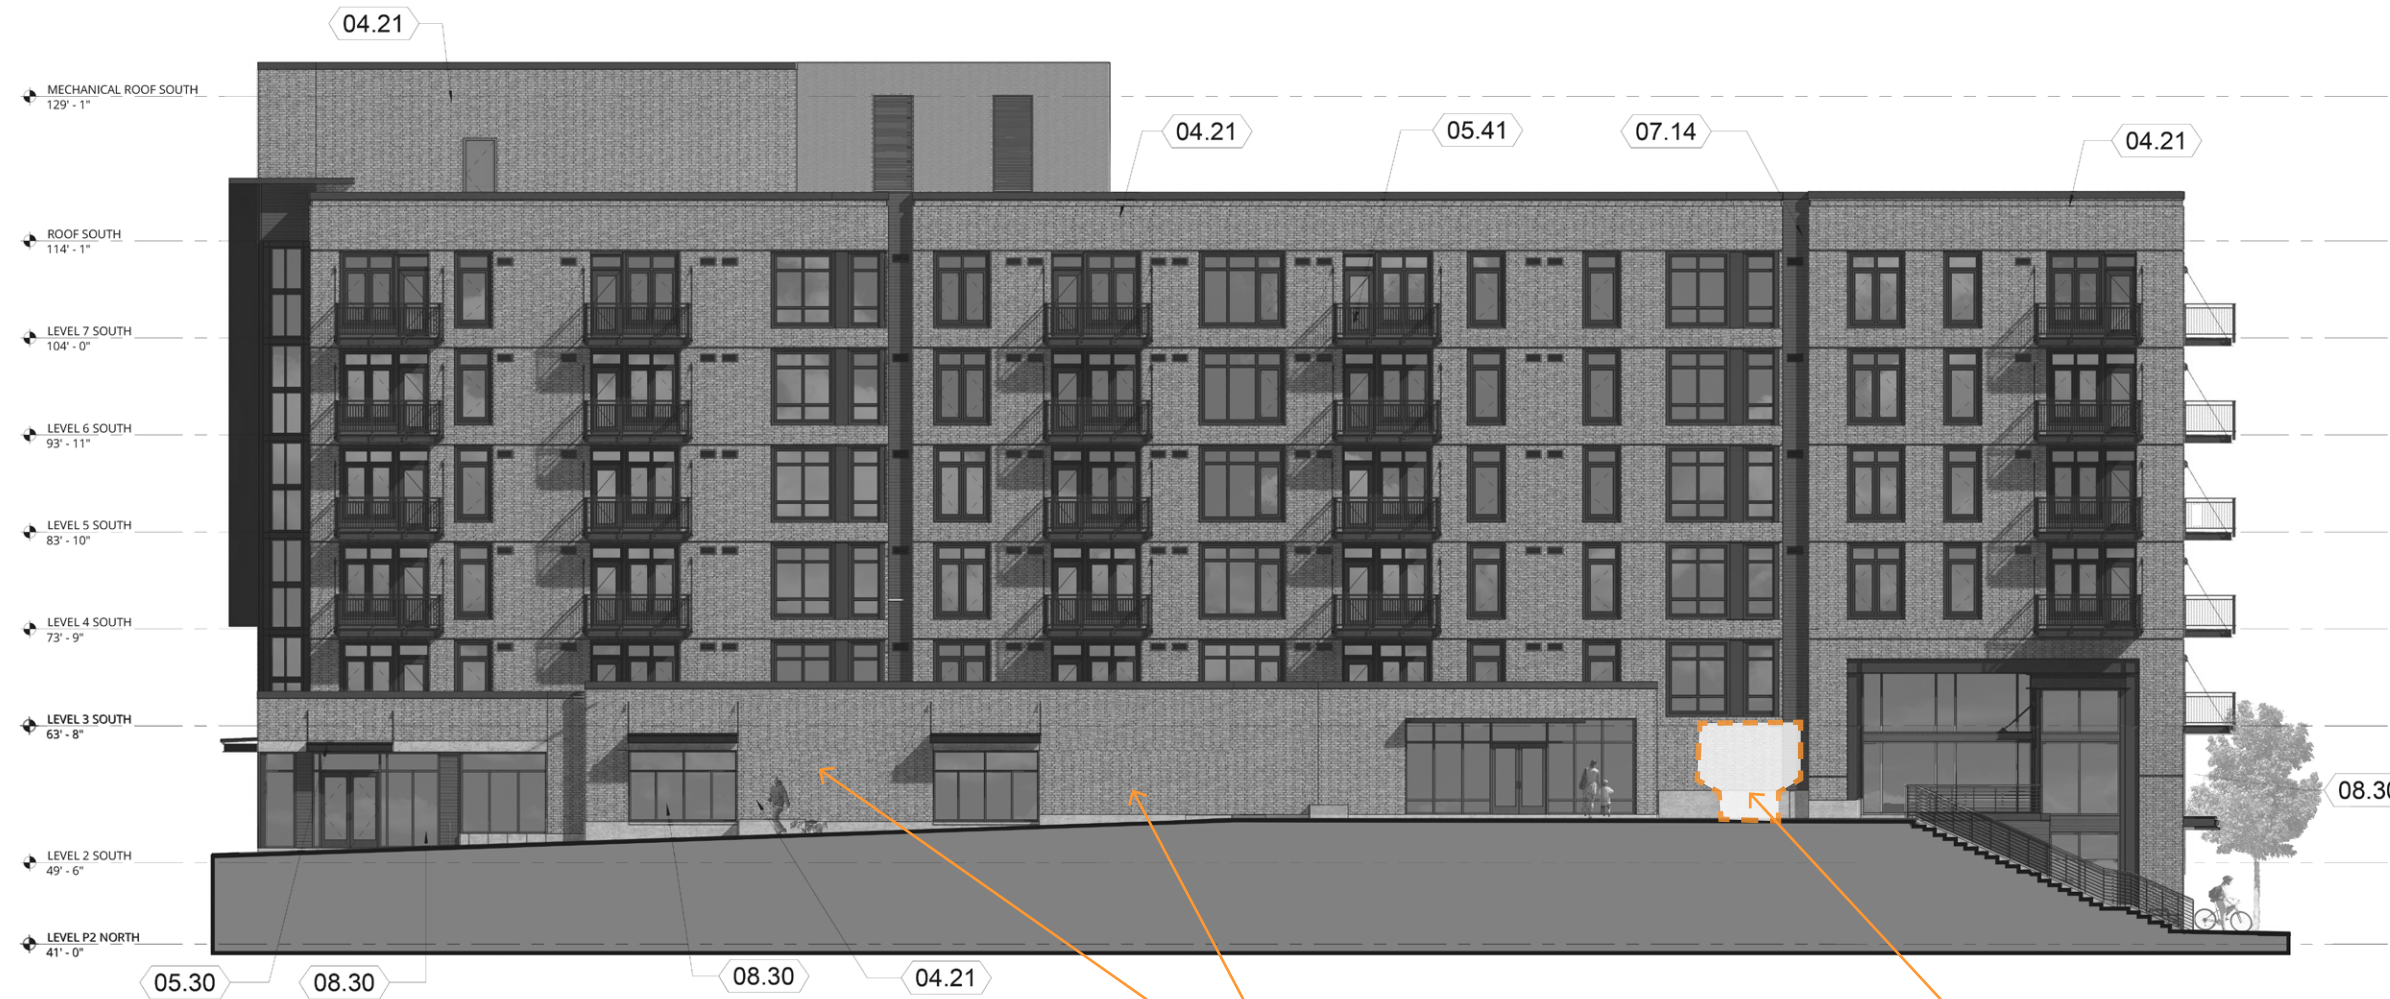 04.21
MECHANICAL ROOF SOUTH
129' - 1"
04.21
05.41
07.14
04.21
ROOF SOUTH
114' - 1"
LEVEL 7 SOUTH
104' - 0"
LEVEL 6 SOUTH
93' - 11"
LEVEL 5 SOUTH
83' - 10"
LEVEL 4 SOUTH
73' - 9"
LEVEL 3 SOUTH
63' - 8"
08.30
LEVEL 2 SOUTH
49' - 6"
LEVEL P2 NORTH
41' - 0"
05.30
08.30
08.30
04.21